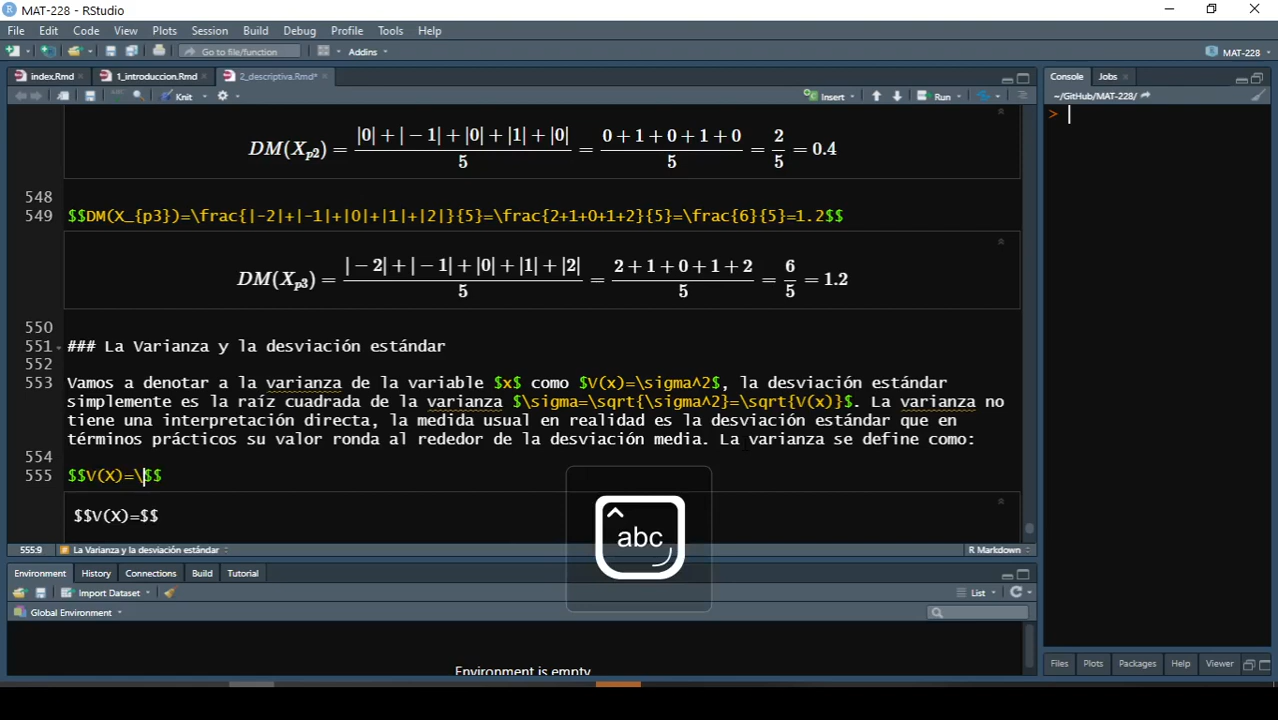 MAT-228 - RStudio
File Edit Code View Plots Session Build Debug Profile Tools Help
Go to file/function Addins MAT-228
index.Rmd 1_introduccion.Rmd 2_descriptiva.Rmd* Console Jobs
Knit Insert Run ~/GitHub/MAT-228/
>
DM(X_{p2}) = \frac{|0|+|-1|+|0|+|1|+|0|}{5} = \frac{0+1+0+1+0}{5} = \frac{2}{5} = 0.4
548
549 $$DM(X_{p3})=\frac{|-2|+|-1|+|0|+|1|+|2|}{5}=\frac{2+1+0+1+2}{5}=\frac{6}{5}=1.2$$
DM(X_{p3}) = \frac{|-2|+|-1|+|0|+|1|+|2|}{5} = \frac{2+1+0+1+2}{5} = \frac{6}{5} = 1.2
550
551 ### La Varianza y la desviación estándar
552
553 Vamos a denotar a la varianza de la variable $x$ como $V(x)=\sigma^2$, la desviación estándar
simplemente es la raíz cuadrada de la varianza $\sigma=\sqrt{\sigma^2}=\sqrt{V(x)}$. La varianza no
tiene una interpretación directa, la medida usual en realidad es la desviación estándar que en
términos prácticos su valor ronda al rededor de la desviación media. La varianza se define como:
554
555 $$V(X)=\$$
$$V(X)=$$
abc
555:9 La Varianza y la desviación estándar R Markdown
Environment History Connections Build Tutorial
Import Dataset List
Global Environment
Environment is empty
Files Plots Packages Help Viewer